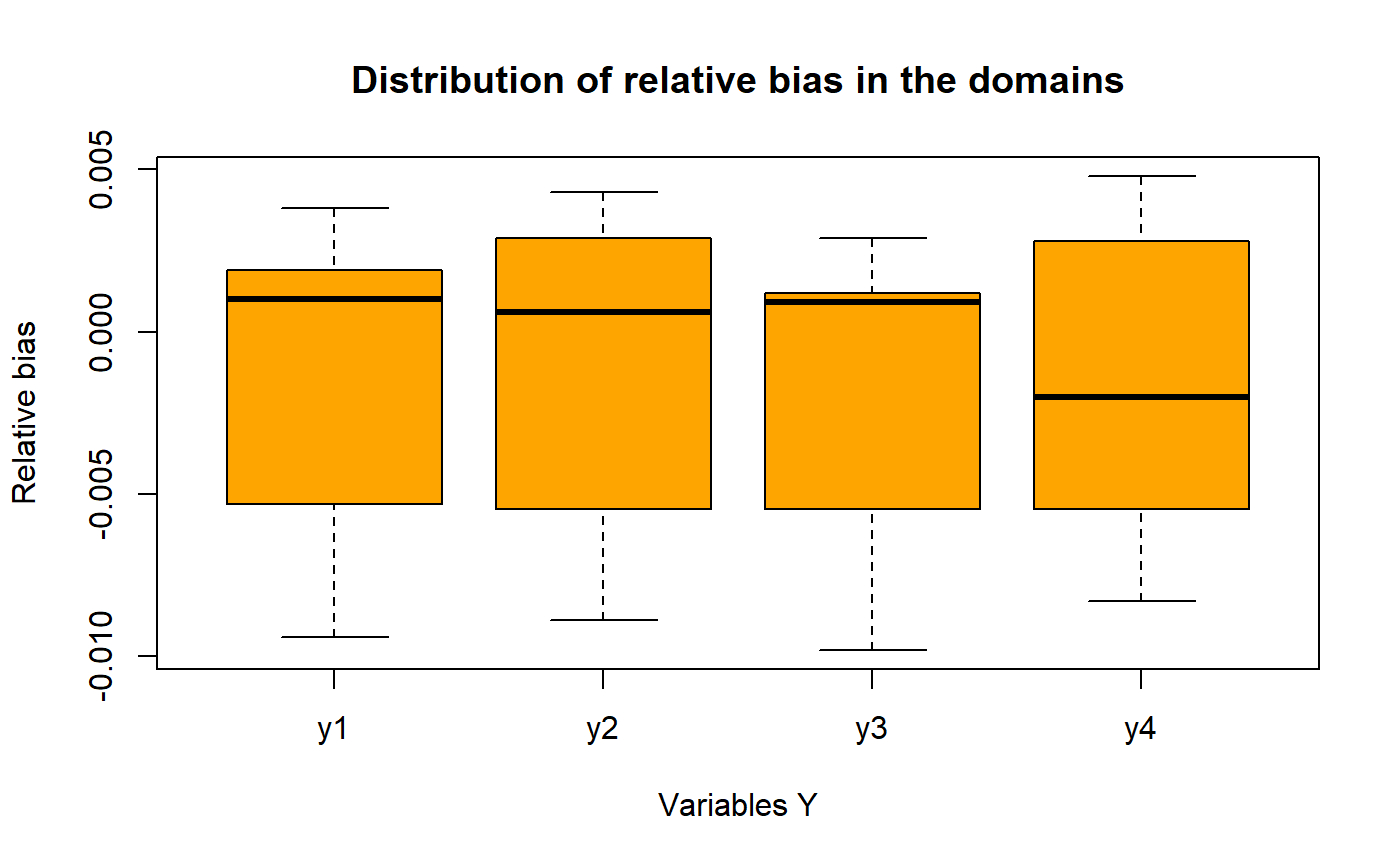 Distribution of relative bias in the domains
Relative bias
0.005
0.000
-0.005
-0.010
y1 y2 y3 y4
Variables Y